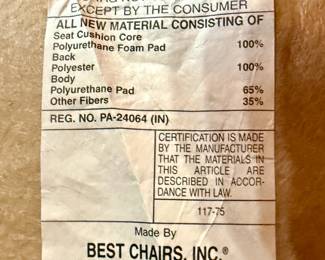 EXCEPT BY THE CONSUMER
ALL NEW MATERIAL CONSISTING OF
Seat Cushion Core
Polyurethane Foam Pad 100%
Back
Polyester 100%
Body
Polyurethane Pad 65%
Other Fibers 35%
REG. NO. PA-24064 (IN)
CERTIFICATION IS MADE
BY THE MANUFACTURER
THAT THE MATERIALS IN
THIS ARTICLE ARE
DESCRIBED IN ACCOR-
DANCE WITH LAW.
117-75
Made By
BEST CHAIRS, INC.®